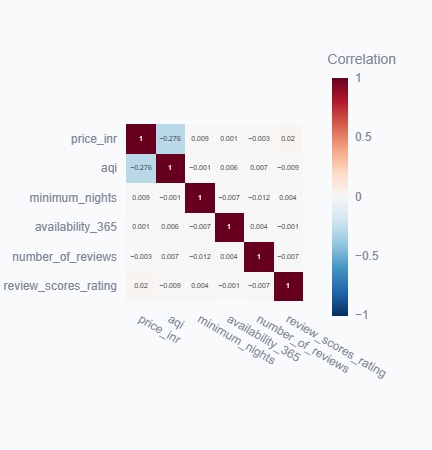 Correlation
1
0.5
0
−0.5
−1
price_inr 1 −0.276 0.009 0.001 −0.003 0.02
aqi −0.276 1 −0.001 0.006 0.007 −0.009
minimum_nights 0.009 −0.001 1 −0.007 −0.012 0.004
availability_365 0.001 0.006 −0.007 1 0.004 −0.001
number_of_reviews −0.003 0.007 −0.012 0.004 1 −0.007
review_scores_rating 0.02 −0.009 0.004 −0.001 −0.007 1
price_inr
aqi
minimum_nights
availability_365
number_of_reviews
review_scores_rating